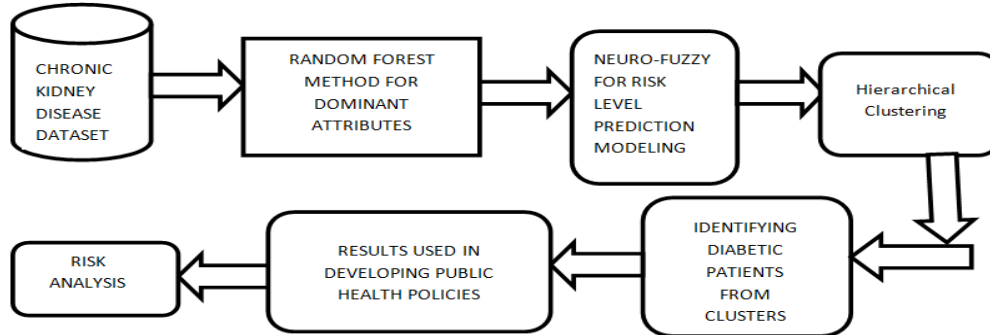 CHRONIC
KIDNEY
DISEASE
DATASET
RANDOM FOREST
METHOD FOR
DOMINANT
ATTRIBUTES
NEURO-FUZZY
FOR RISK
LEVEL
PREDICTION
MODELING
Hierarchical
Clustering
IDENTIFYING
DIABETIC
PATIENTS
FROM
CLUSTERS
RESULTS USED IN
DEVELOPING PUBLIC
HEALTH POLICIES
RISK
ANALYSIS